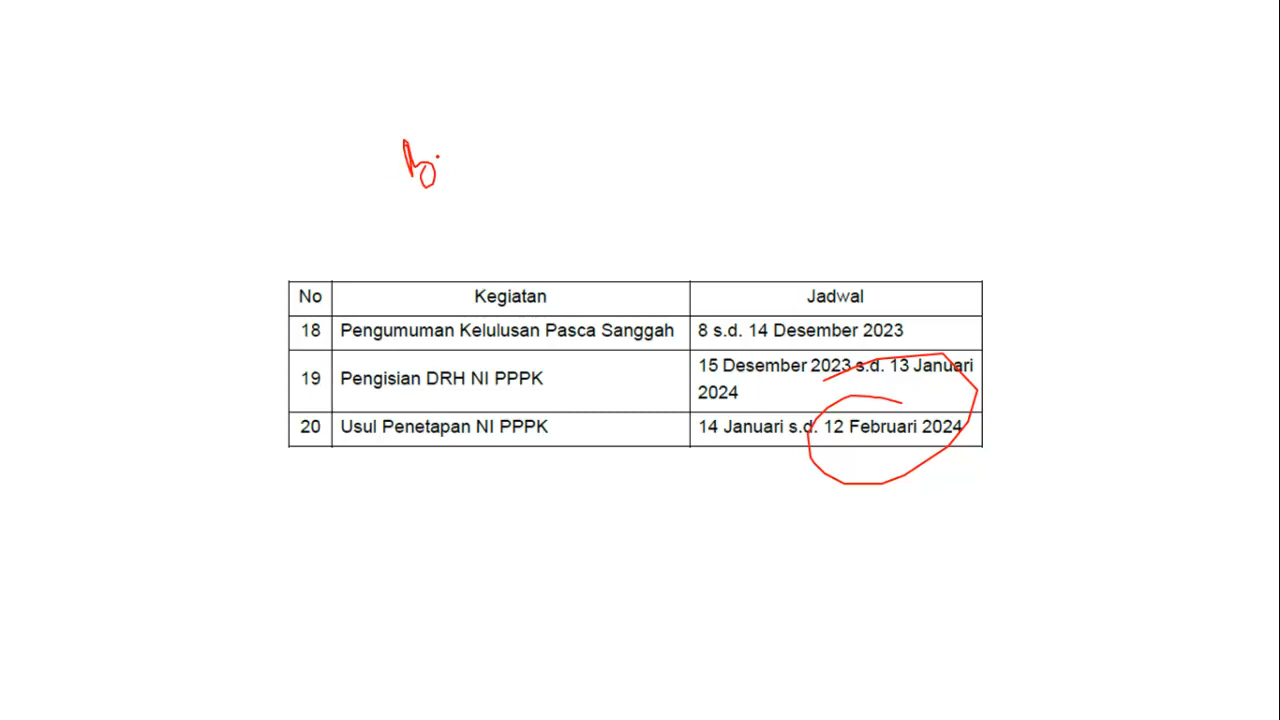 No Kegiatan Jadwal
18 Pengumuman Kelulusan Pasca Sanggah 8 s.d. 14 Desember 2023
19 Pengisian DRH NI PPPK 15 Desember 2023 s.d. 13 Januari
2024
20 Usul Penetapan NI PPPK 14 Januari s.d. 12 Februari 2024